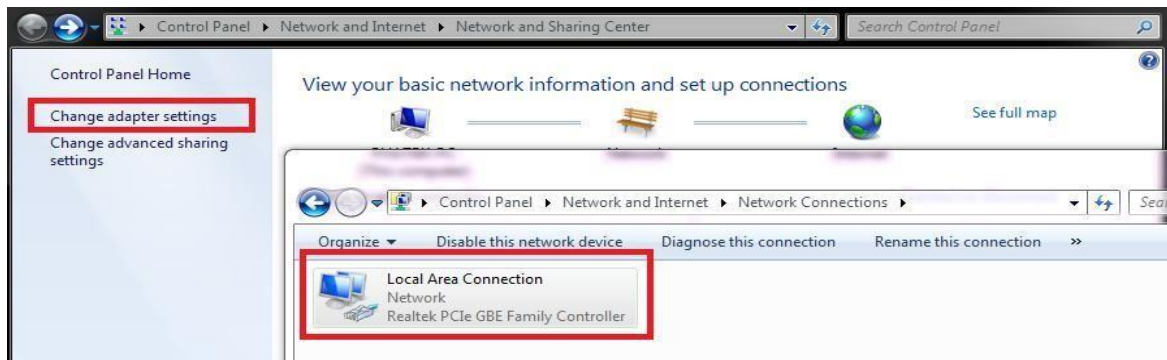 Control Panel Network and Internet Network and Sharing Center Search Control Panel
Control Panel Home
Change adapter settings
Change advanced sharing
settings
View your basic network information and set up connections
See full map
Control Panel Network and Internet Network Connections Sea
Organize Disable this network device Diagnose this connection Rename this connection »
Local Area Connection
Network
Realtek PCIe GBE Family Controller